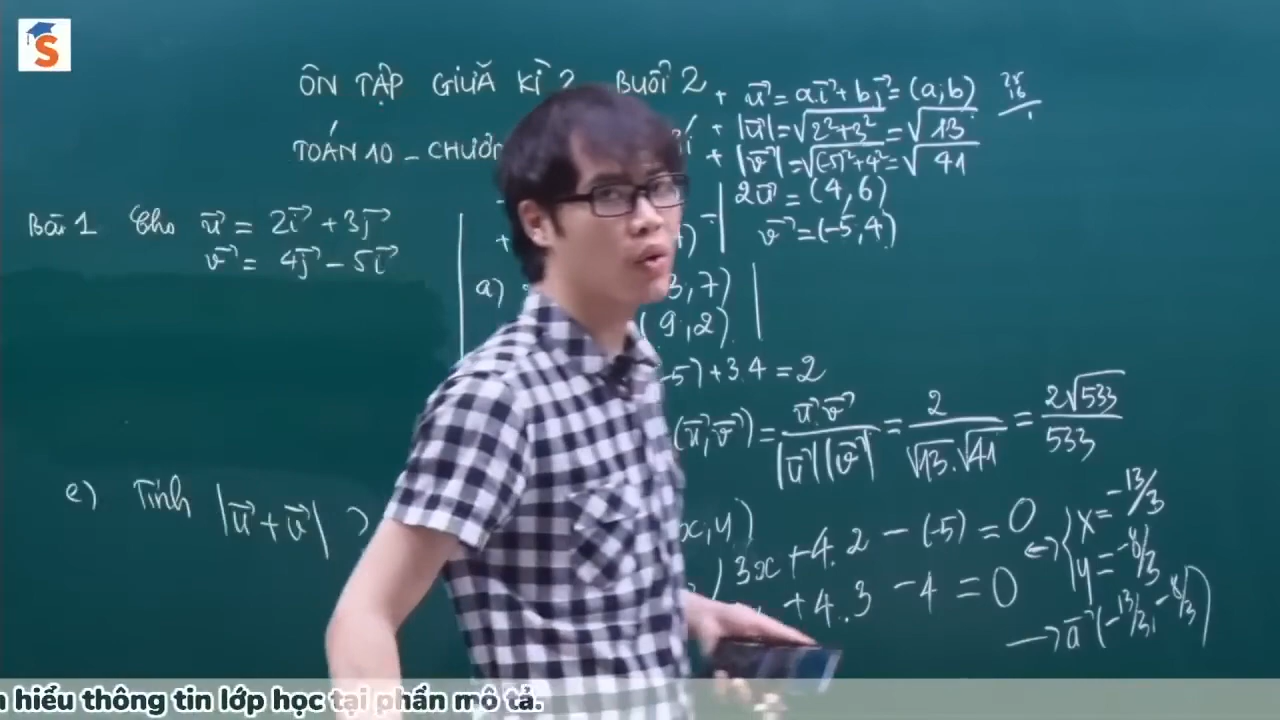 S
ÔN TẬP GIỮA KÌ 2 BUỔI 2
TOÁN 10 - CHƯƠN
Bài 1 Cho u⃗ = 2i⃗ + 3j⃗
v⃗ = 4j⃗ - 5i⃗
e) Tính |u⃗ + v⃗|
+ u⃗ = a.i⃗ + bj⃗ = (a;b)
+ |u⃗| = √(2² + 3²) = √13
+ |v⃗| = √((-5)² + 4²) = √41
2u⃗ = (4,6)
v⃗ = (-5,4)
a)
3,7)
(9,2)
-5) + 3.4 = 2
(u⃗,v⃗) = u⃗.v⃗ / |u⃗||v⃗| = 2 / √13.√41 = 2√533 / 533
x,y)
3x + 4.2 - (-5) = 0
+ 4.3 - 4 = 0
↔ { x = -13/3
y = -8/3
→ a⃗ (-13/3, -8/3)
hiểu thông tin lớp học tại phần mô tả.